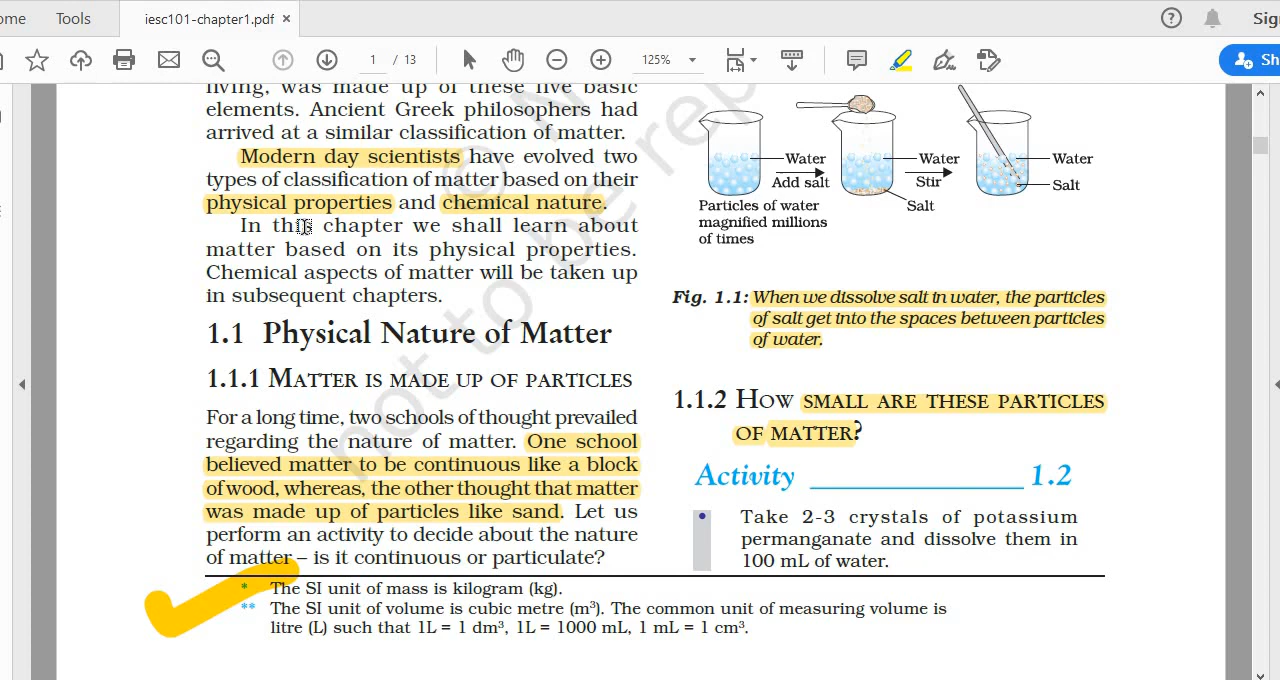 ome
Tools
iesc101-chapter1.pdf ×
?
Sig
1 / 13
125%
Sh
living, was made up of these five basic
elements. Ancient Greek philosophers had
arrived at a similar classification of matter.
Modern day scientists have evolved two
types of classification of matter based on their
physical properties and chemical nature.
In this chapter we shall learn about
matter based on its physical properties.
Chemical aspects of matter will be taken up
in subsequent chapters.
1.1 Physical Nature of Matter
1.1.1 MATTER IS MADE UP OF PARTICLES
For a long time, two schools of thought prevailed
regarding the nature of matter. One school
believed matter to be continuous like a block
of wood, whereas, the other thought that matter
was made up of particles like sand. Let us
perform an activity to decide about the nature
of matter – is it continuous or particulate?
Water
Add salt
Water
Stir
Salt
Water
Salt
Particles of water
magnified millions
of times
Fig. 1.1: When we dissolve salt in water, the particles
of salt get into the spaces between particles
of water.
1.1.2 HOW SMALL ARE THESE PARTICLES
OF MATTER?
Activity ______________ 1.2
• Take 2-3 crystals of potassium
permanganate and dissolve them in
100 mL of water.
* The SI unit of mass is kilogram (kg).
** The SI unit of volume is cubic metre (m³). The common unit of measuring volume is
litre (L) such that 1L = 1 dm³, 1L = 1000 mL, 1 mL = 1 cm³.
© N
not to be rep